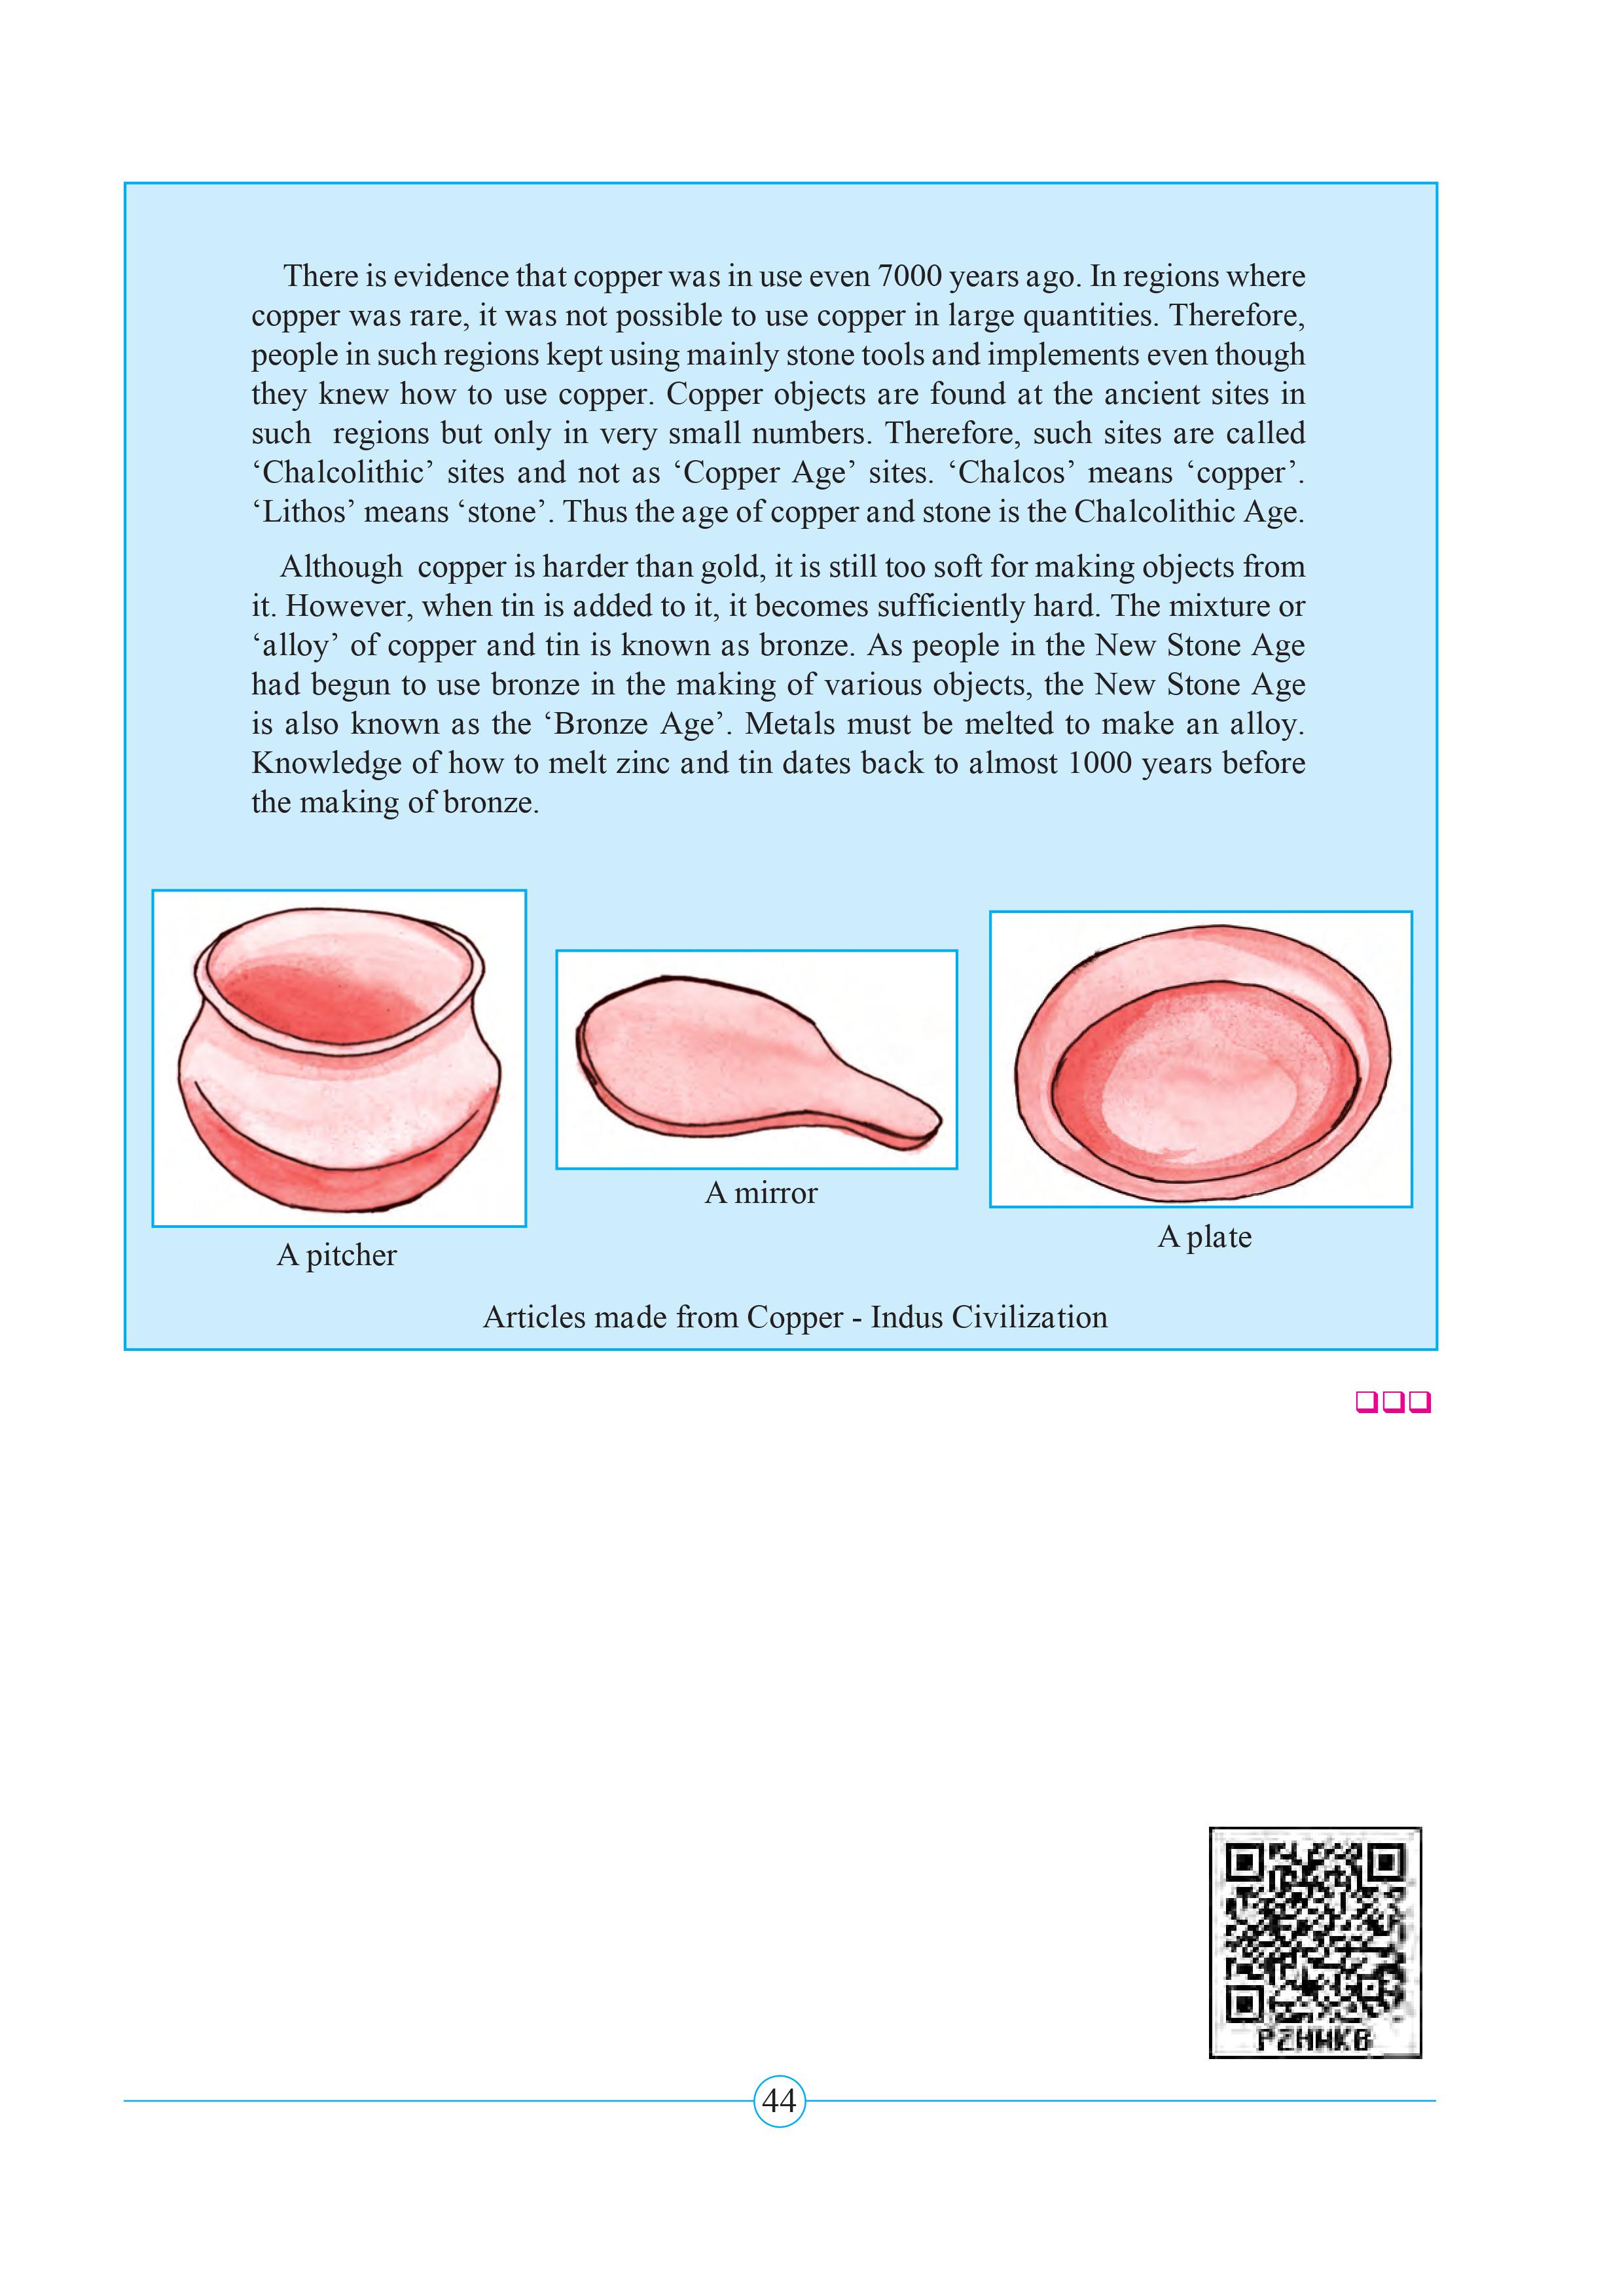 There is evidence that copper was in use even 7000 years ago. In regions where
copper was rare, it was not possible to use copper in large quantities. Therefore,
people in such regions kept using mainly stone tools and implements even though
they knew how to use copper. Copper objects are found at the ancient sites in
such regions but only in very small numbers. Therefore, such sites are called
‘Chalcolithic’ sites and not as ‘Copper Age’ sites. ‘Chalcos’ means ‘copper’.
‘Lithos’ means ‘stone’. Thus the age of copper and stone is the Chalcolithic Age.
Although copper is harder than gold, it is still too soft for making objects from
it. However, when tin is added to it, it becomes sufficiently hard. The mixture or
‘alloy’ of copper and tin is known as bronze. As people in the New Stone Age
had begun to use bronze in the making of various objects, the New Stone Age
is also known as the ‘Bronze Age’. Metals must be melted to make an alloy.
Knowledge of how to melt zinc and tin dates back to almost 1000 years before
the making of bronze.
A pitcher
A mirror
A plate
Articles made from Copper - Indus Civilization
44